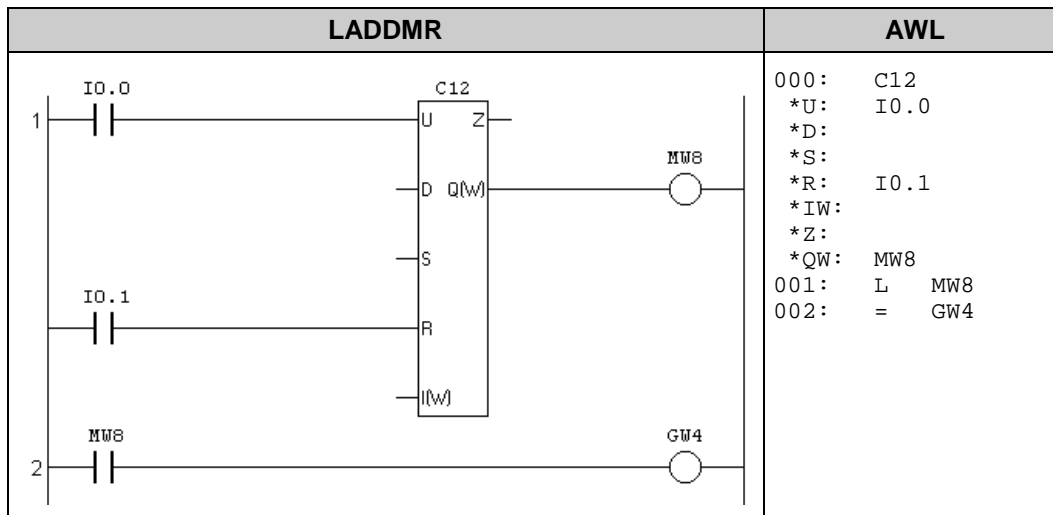 LADDMR AWL
I0.0 C12
1 U Z
MW8
D Q(W)
S
I0.1
R
I(W)
MW8 GW4
2
000: C12
*U: I0.0
*D:
*S:
*R: I0.1
*IW:
*Z:
*QW: MW8
001: L MW8
002: = GW4